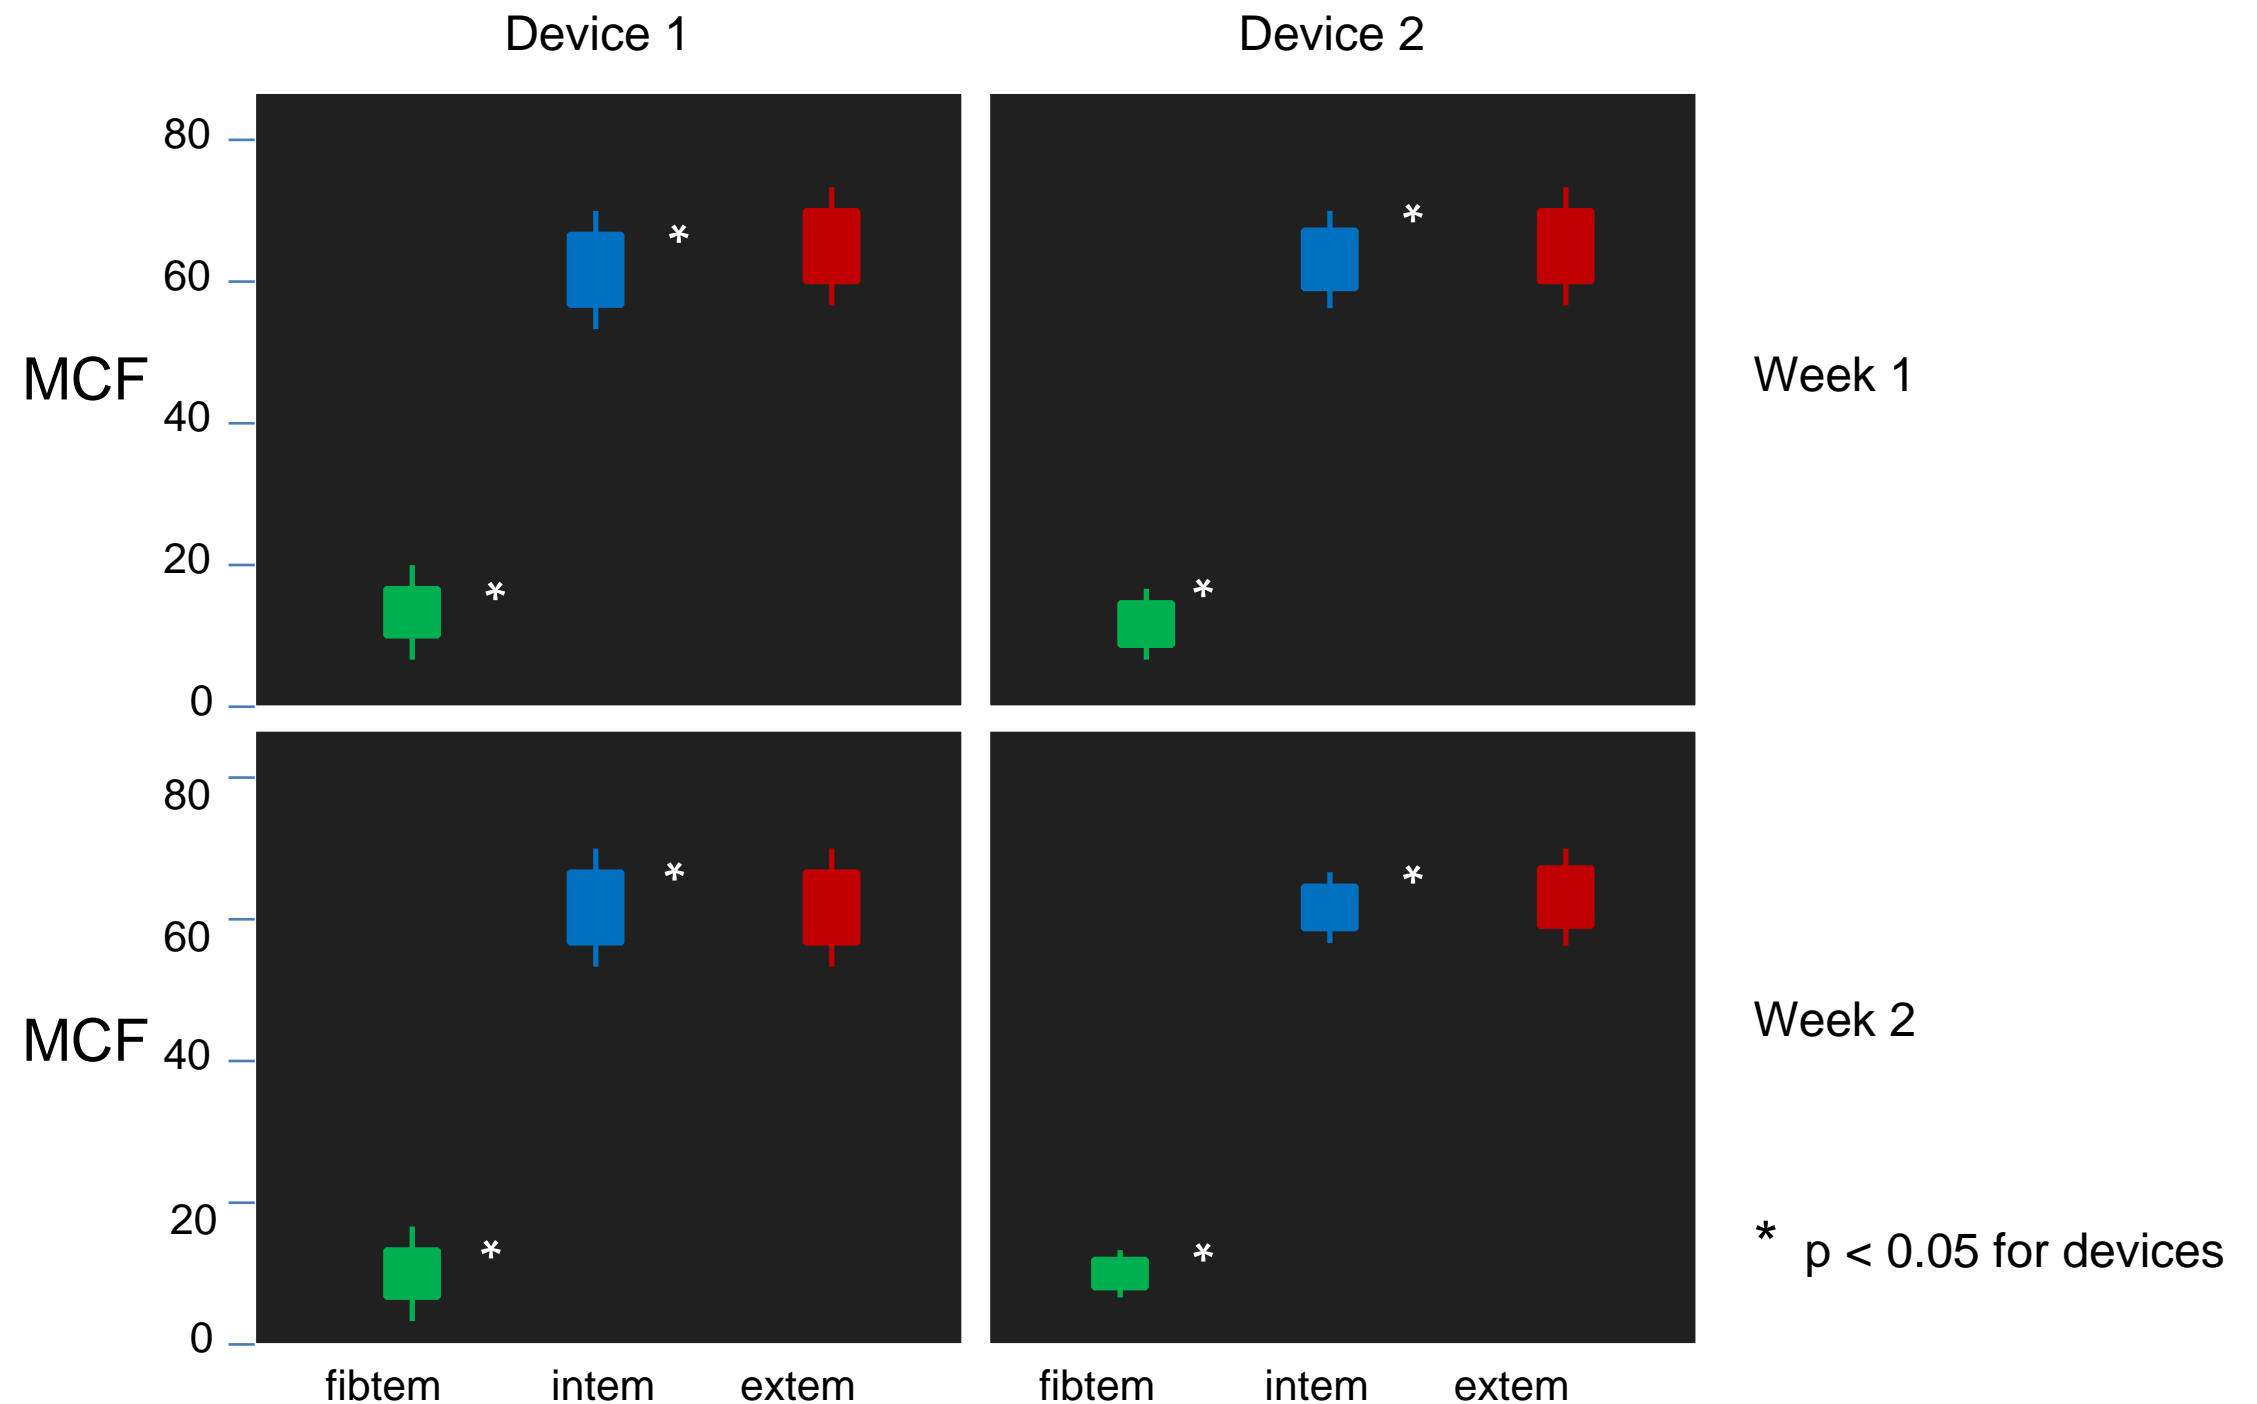 Device 1
Device 2
80
60
MCF
40
20
0
*
*
*
*
Week 1
80
60
MCF
40
20
0
*
*
*
*
Week 2
* p < 0.05 for devices
fibtem intem extem
fibtem intem extem